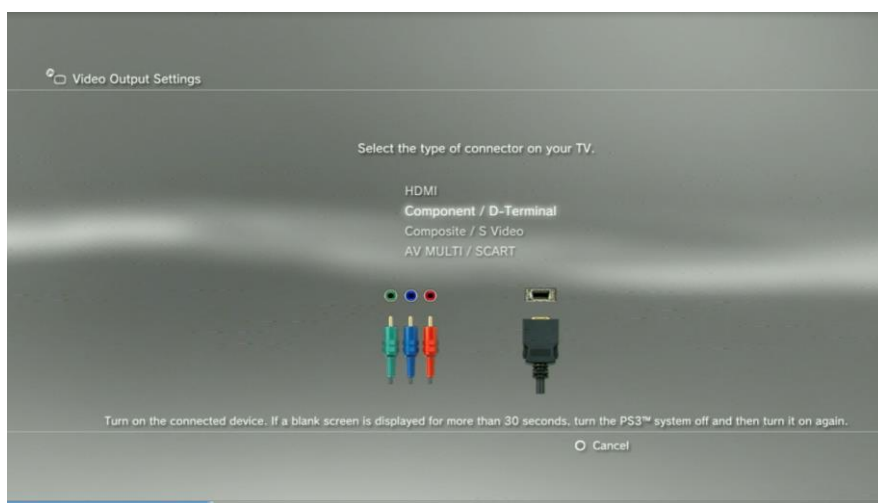 Video Output Settings
Select the type of connector on your TV.
HDMI
Component / D-Terminal
Composite / S Video
AV MULTI / SCART
Turn on the connected device. If a blank screen is displayed for more than 30 seconds, turn the PS3™ system off and then turn it on again.
Cancel